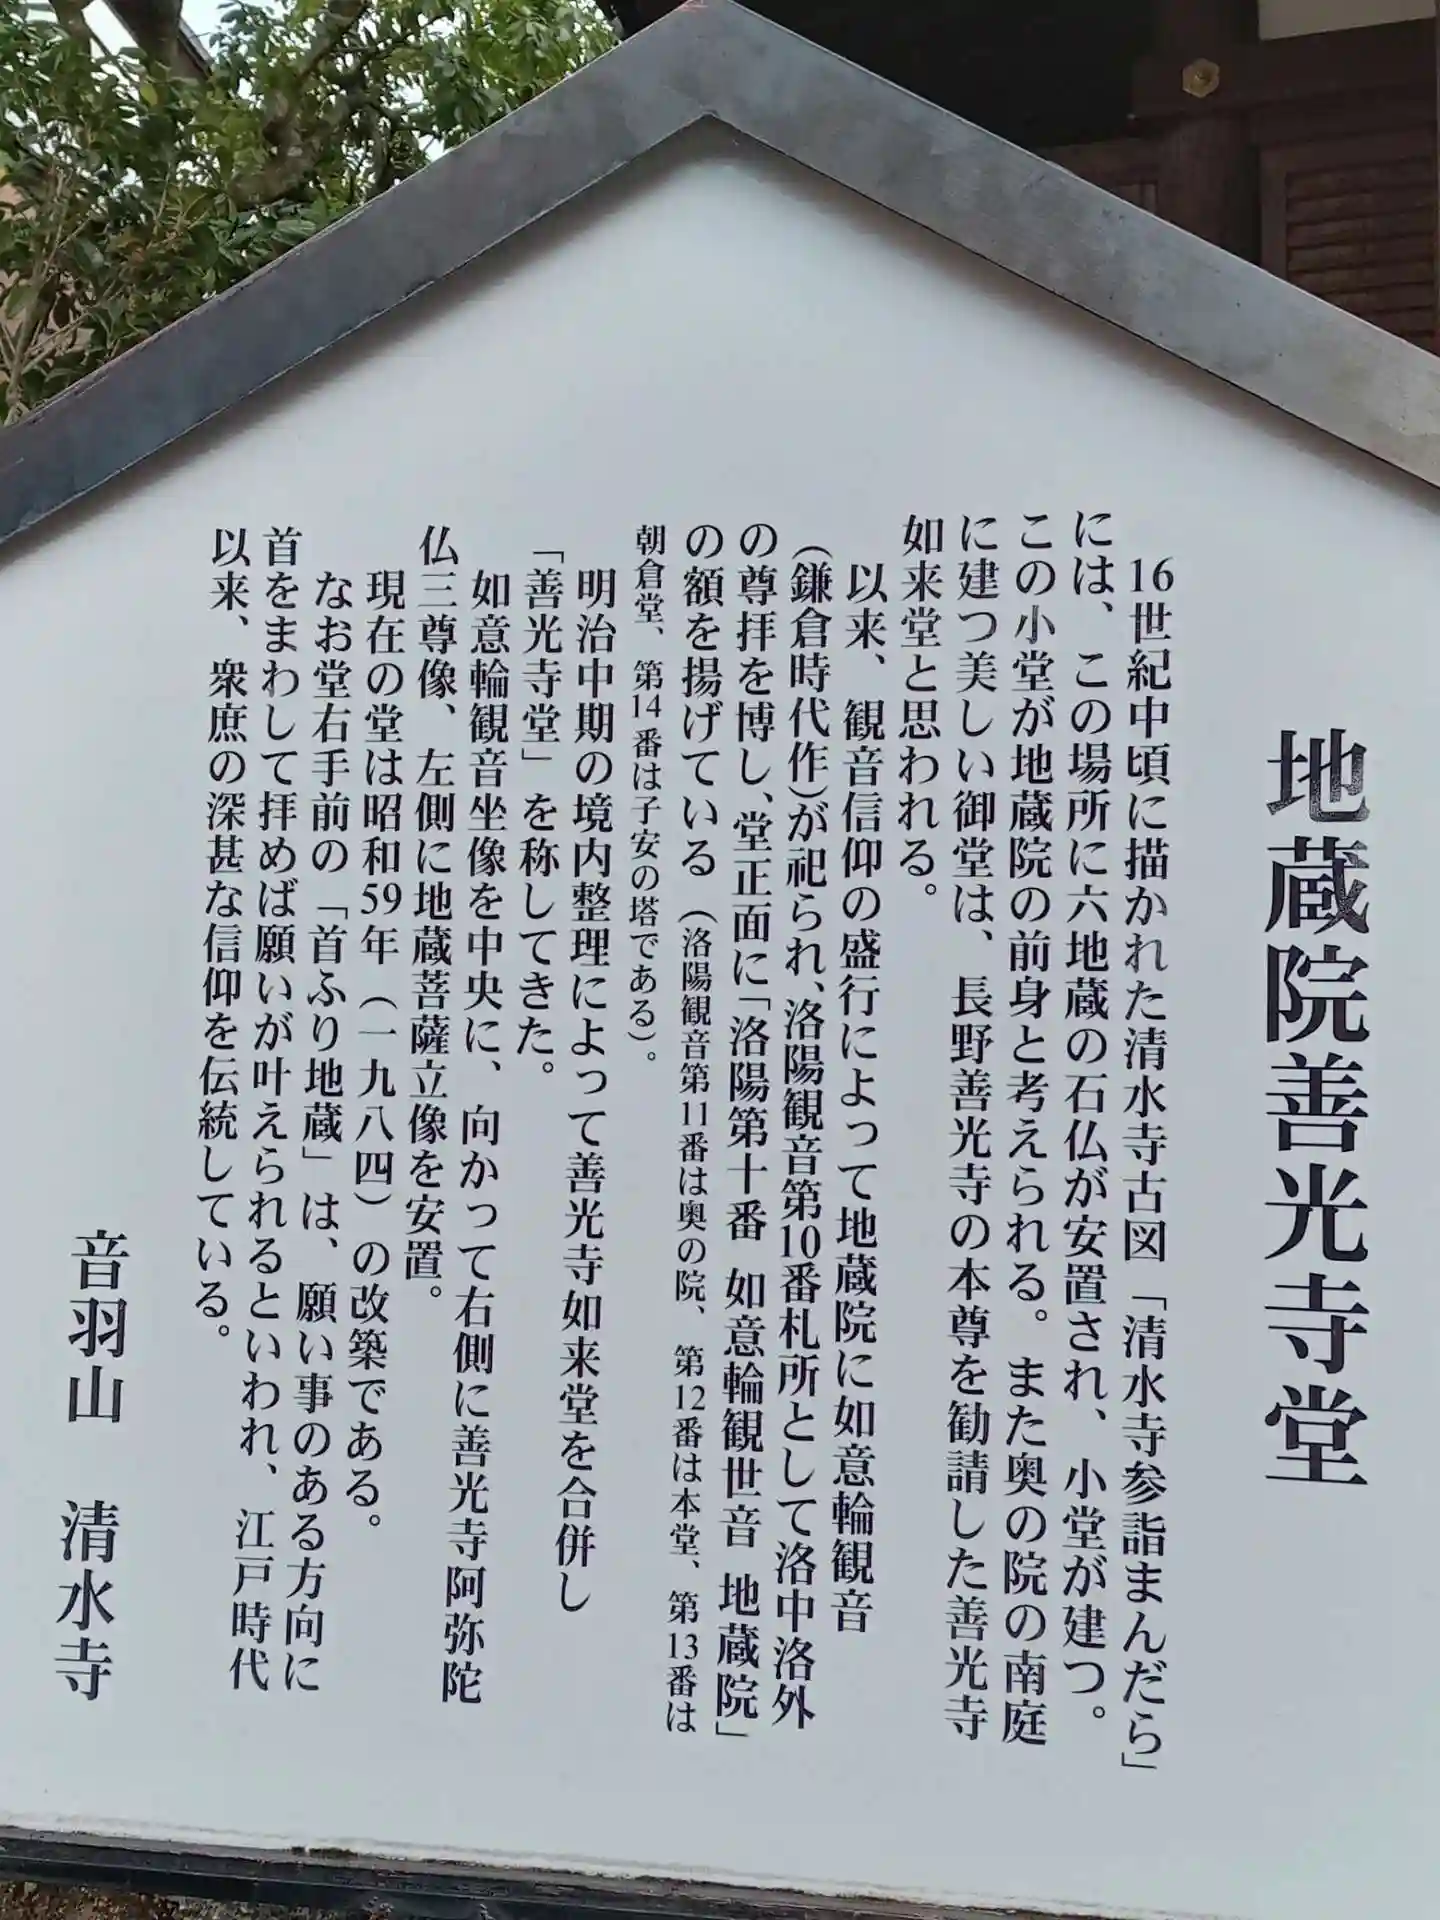 地蔵院善光寺堂
16世紀中頃に描かれた清水寺古図「清水寺参詣まんだら」
には、この場所に六地蔵の石仏が安置され、小堂が建つ。
この小堂が地蔵院の前身と考えられる。また奥の院の南庭
に建つ美しい御堂は、長野善光寺の本尊を勧請した善光寺
如来堂と思われる。
以来、観音信仰の盛行によって地蔵院に如意輪観音
(鎌倉時代作)が祀られ、洛陽観音第10番札所として洛中洛外
の尊拝を博し、堂正面に「洛陽第十番 如意輪観世音 地蔵院」
の額を揚げている（洛陽観音第11番は奥の院、第12番は本堂、第13番は
朝倉堂、第14番は子安の塔である）。
明治中期の境内整理によって善光寺如来堂を合併し
「善光寺堂」を称してきた。
如意輪観音坐像を中央に、向かって右側に善光寺阿弥陀
仏三尊像、左側に地蔵菩薩立像を安置。
現在の堂は昭和59年（一九八四）の改築である。
なお堂右手前の「首ふり地蔵」は、願い事のある方向に
首をまわして拝めば願いが叶えられるといわれ、江戸時代
以来、衆庶の深甚な信仰を伝統している。
音羽山 清水寺